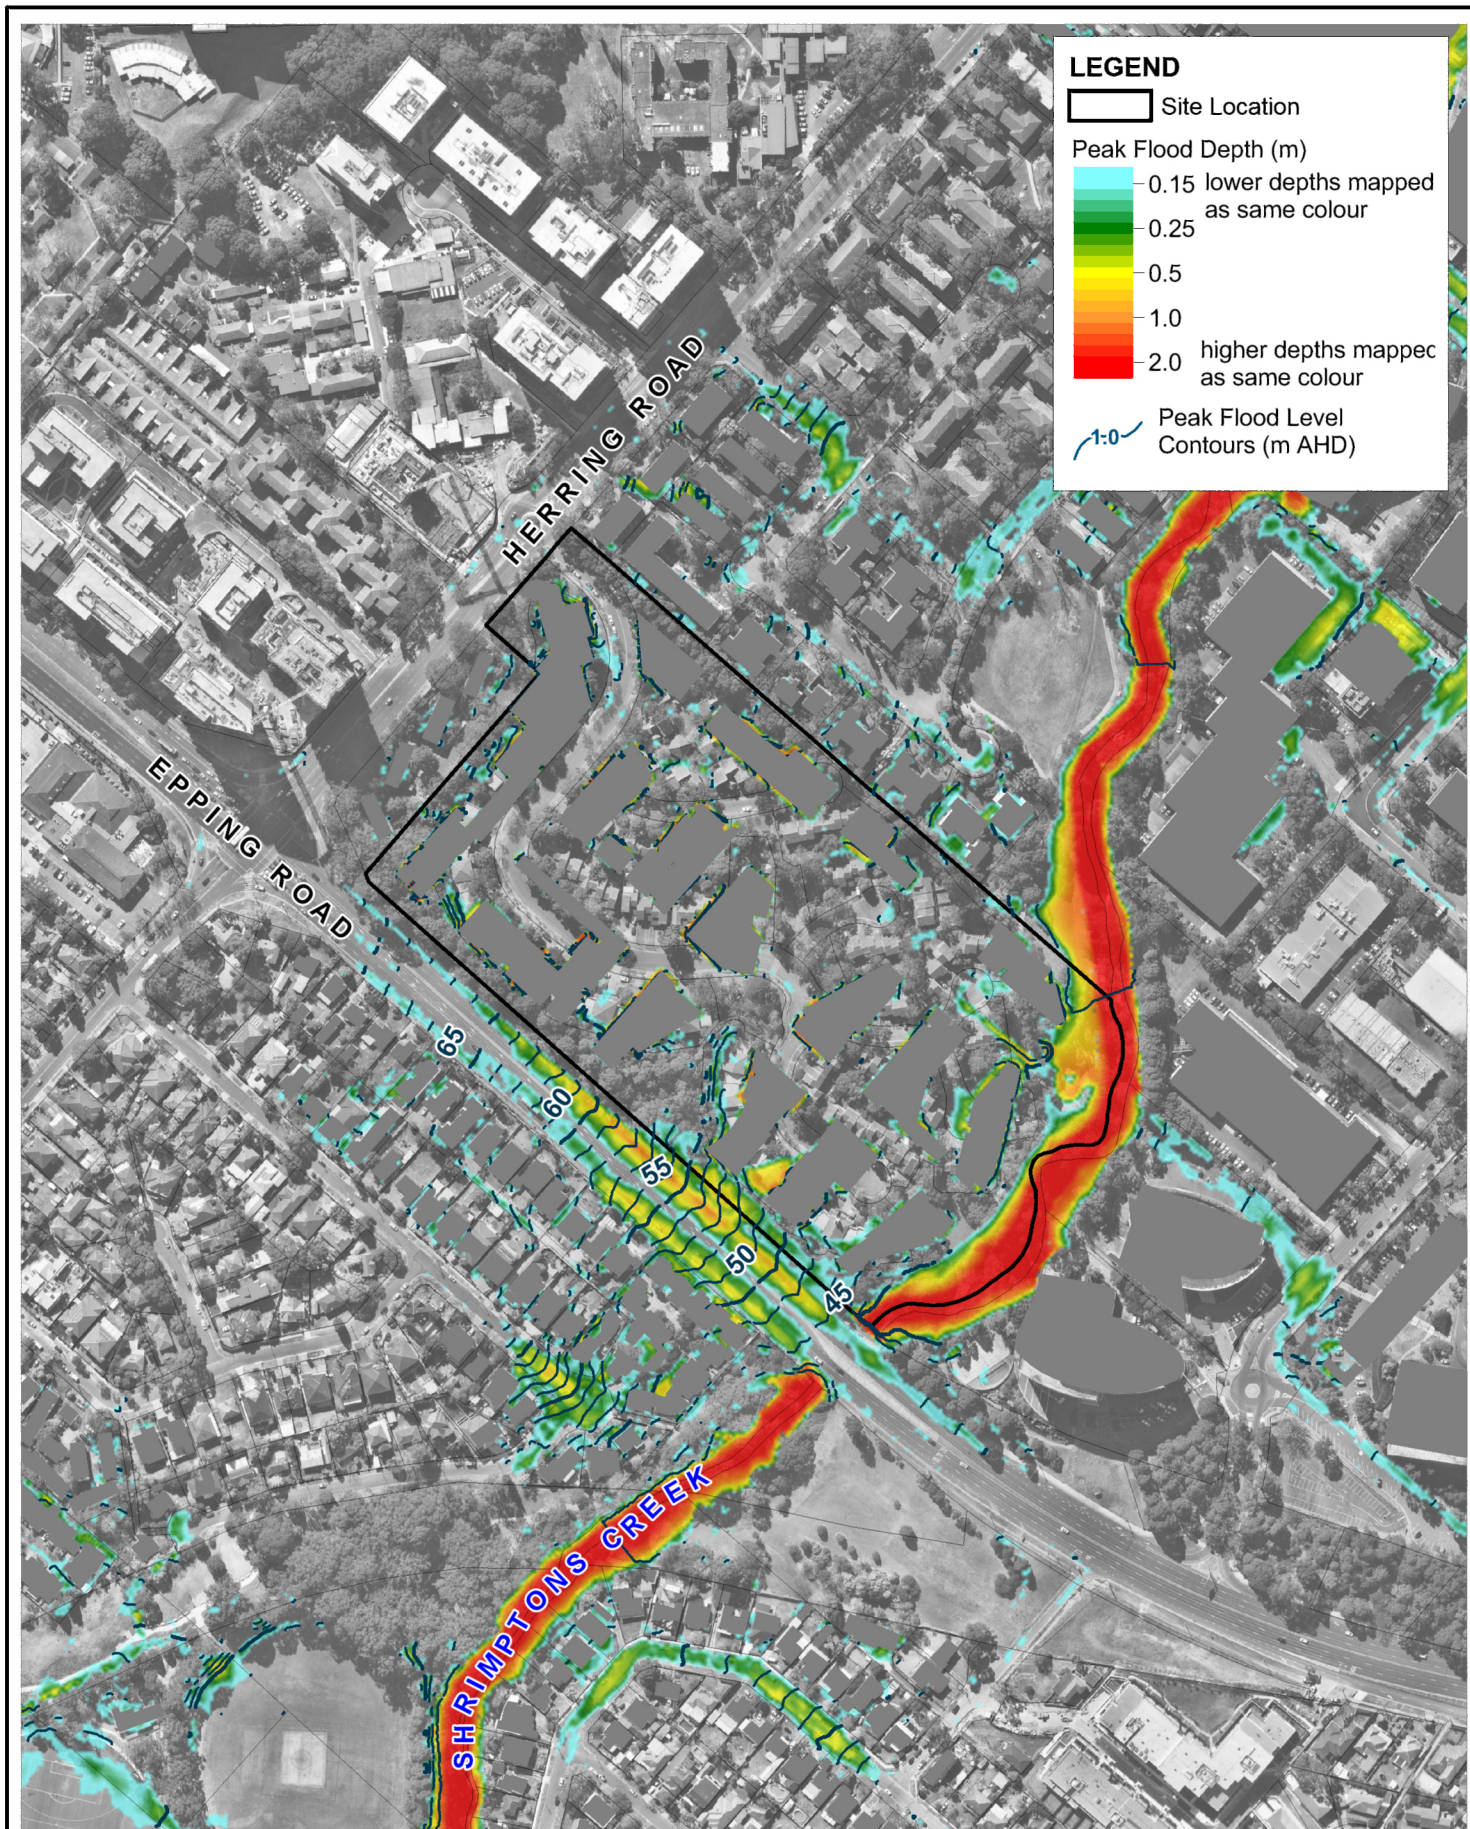 LEGEND
Site Location
Peak Flood Depth (m)
0.15 lower depths mapped
as same colour
0.25
0.5
1.0
2.0 higher depths mapped
as same colour
1.0
Peak Flood Level
Contours (m AHD)
HERRING ROAD
EPPING ROAD
65
60
55
50
45
SHRIMPTONS CREEK